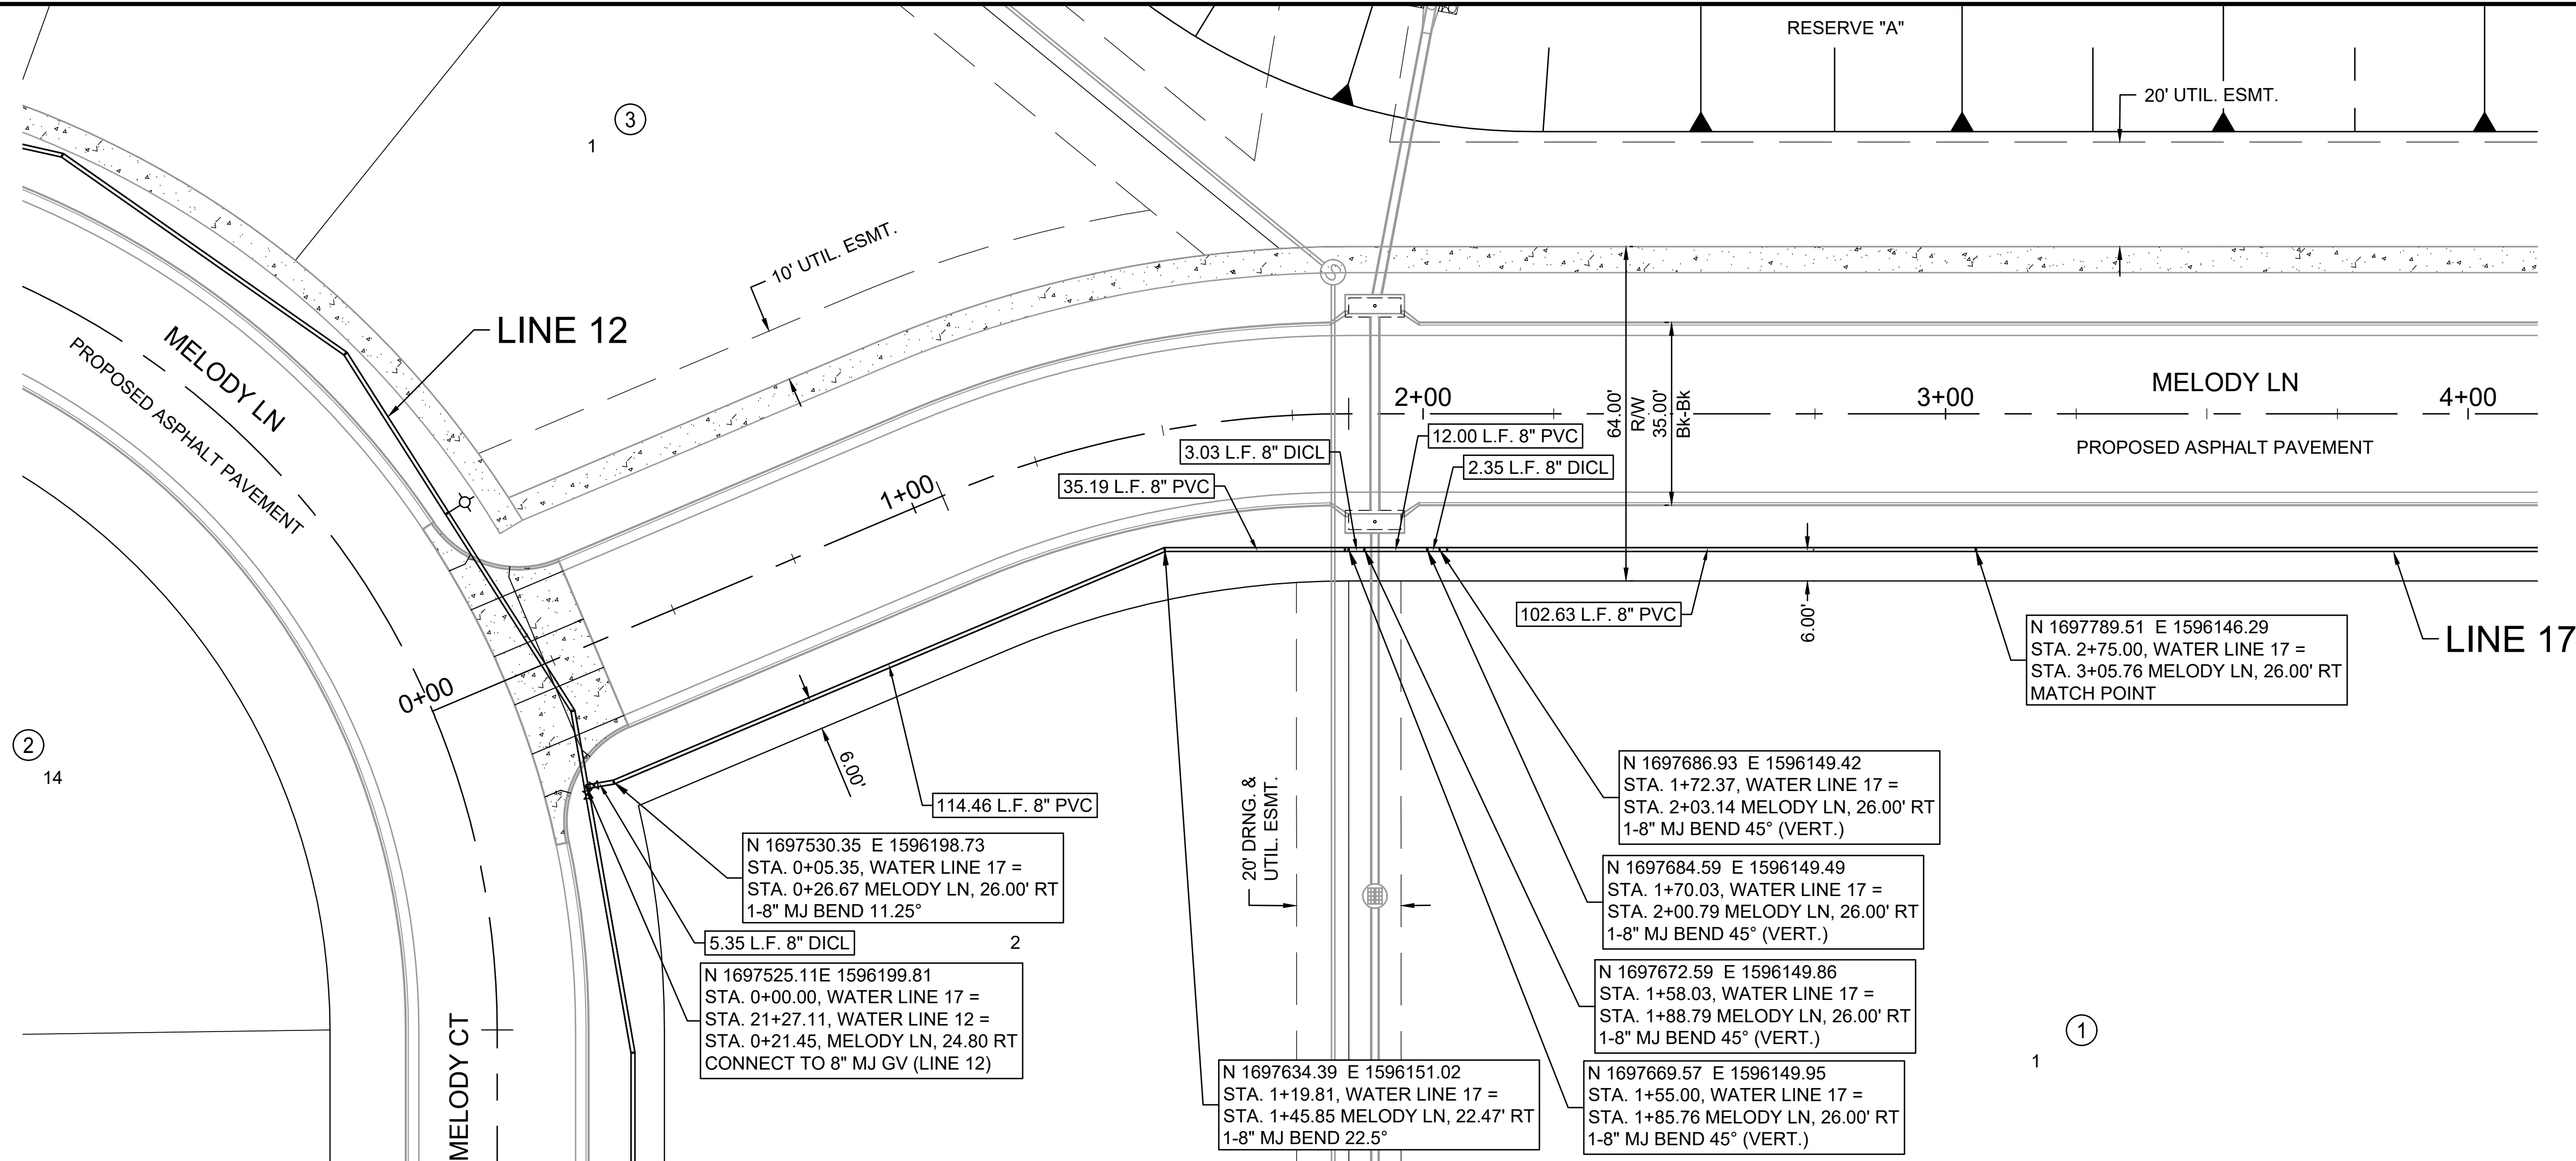 RESERVE "A"
20' UTIL. ESMT.
3
1
10' UTIL. ESMT.
LINE 12
MELODY LN
PROPOSED ASPHALT PAVEMENT
S
64.00'
R/W
35.00'
Bk-Bk
2+00
3+00
4+00
MELODY LN
PROPOSED ASPHALT PAVEMENT
12.00 L.F. 8" PVC
3.03 L.F. 8" DICL
2.35 L.F. 8" DICL
35.19 L.F. 8" PVC
1+00
0+00
102.63 L.F. 8" PVC
6.00'
N 1697789.51  E 1596146.29
STA. 2+75.00, WATER LINE 17 =
STA. 3+05.76 MELODY LN, 26.00' RT
MATCH POINT
LINE 17
2
14
6.00'
114.46 L.F. 8" PVC
N 1697686.93  E 1596149.42
STA. 1+72.37, WATER LINE 17 =
STA. 2+03.14 MELODY LN, 26.00' RT
1-8" MJ BEND 45° (VERT.)
N 1697530.35  E 1596198.73
STA. 0+05.35, WATER LINE 17 =
STA. 0+26.67 MELODY LN, 26.00' RT
1-8" MJ BEND 11.25°
20' DRNG. &
UTIL. ESMT.
N 1697684.59  E 1596149.49
STA. 1+70.03, WATER LINE 17 =
STA. 2+00.79 MELODY LN, 26.00' RT
1-8" MJ BEND 45° (VERT.)
5.35 L.F. 8" DICL
2
N 1697525.11E 1596199.81
STA. 0+00.00, WATER LINE 17 =
STA. 21+27.11, WATER LINE 12 =
STA. 0+21.45, MELODY LN, 24.80 RT
CONNECT TO 8" MJ GV (LINE 12)
N 1697672.59  E 1596149.86
STA. 1+58.03, WATER LINE 17 =
STA. 1+88.79 MELODY LN, 26.00' RT
1-8" MJ BEND 45° (VERT.)
1
1
MELODY CT
N 1697634.39  E 1596151.02
STA. 1+19.81, WATER LINE 17 =
STA. 1+45.85 MELODY LN, 22.47' RT
1-8" MJ BEND 22.5°
N 1697669.57  E 1596149.95
STA. 1+55.00, WATER LINE 17 =
STA. 1+85.76 MELODY LN, 26.00' RT
1-8" MJ BEND 45° (VERT.)